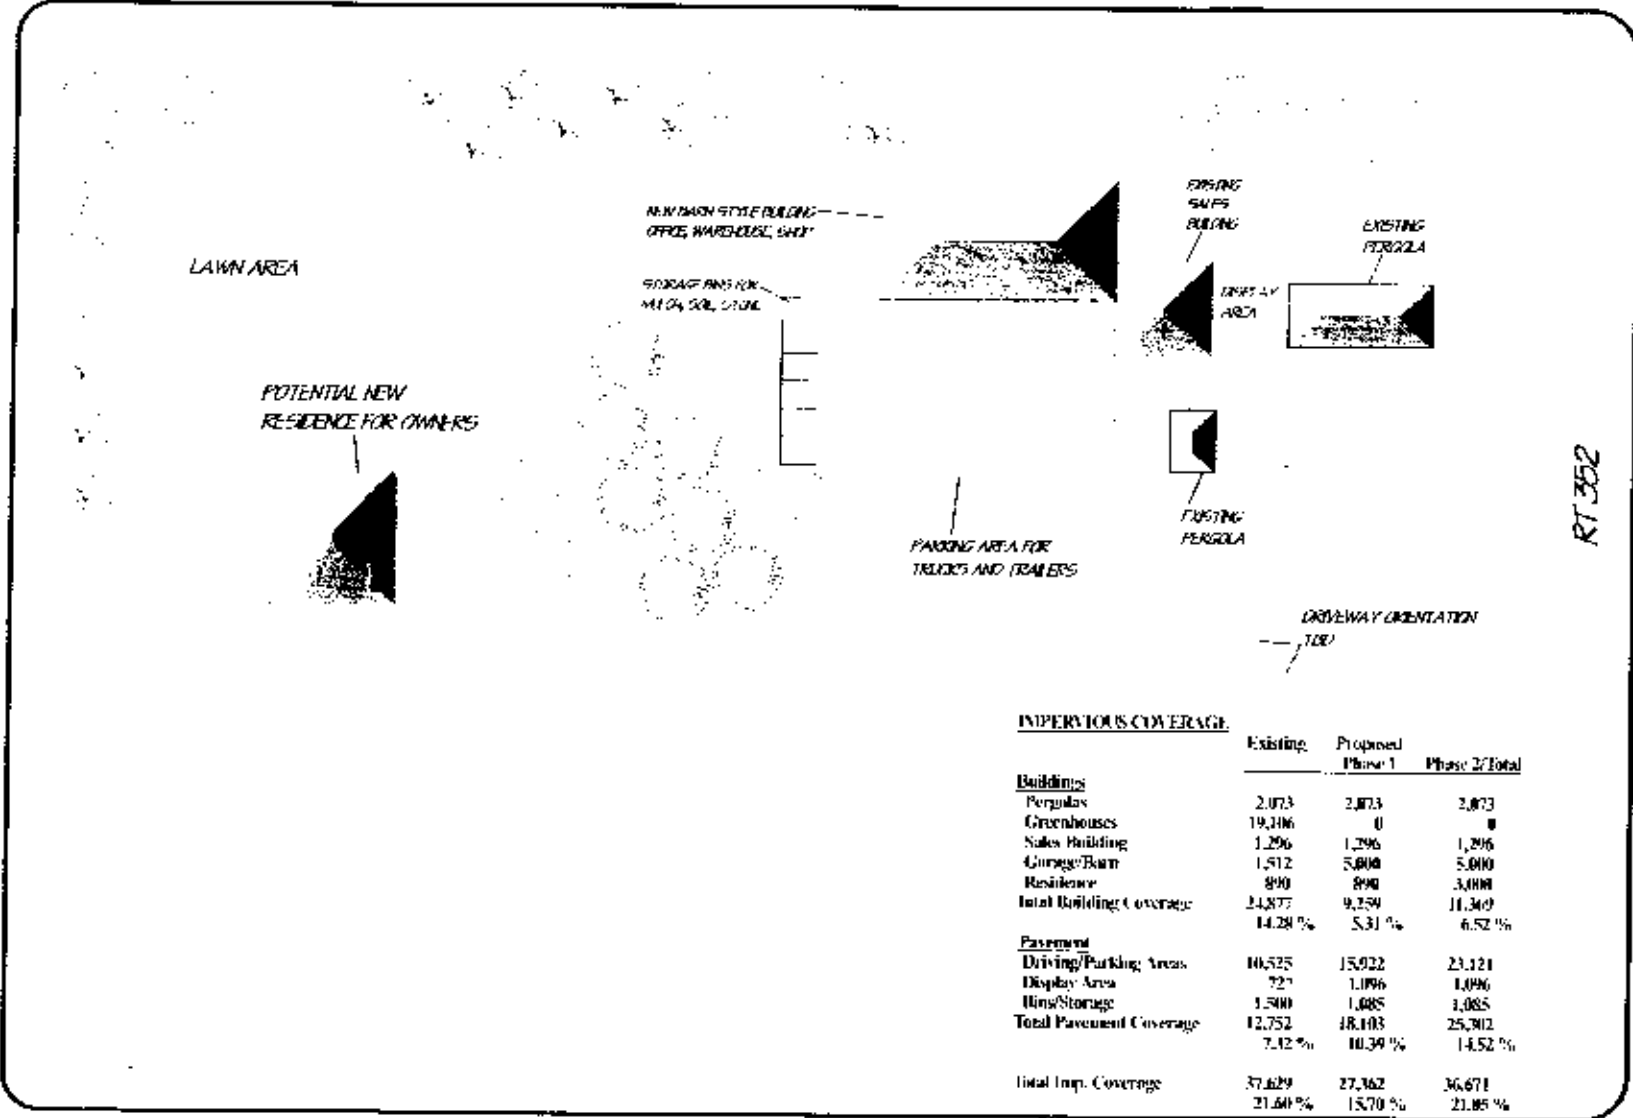 NEW BARN STYLE BUILDING
OFFICE, WAREHOUSE, SHOP
EXISTING
SALES
BUILDING
EXISTING
PERGOLA
LAWN AREA
STORAGE BINS FOR
MULCH, SOIL, STONE
DISPLAY
AREA
POTENTIAL NEW
RESIDENCE FOR OWNERS
RT 352
EXISTING
PERGOLA
PARKING AREA FOR
TRUCKS AND TRAILERS
DRIVEWAY ORIENTATION
TBD
IMPERVIOUS COVERAGE
Existing Proposed
Phase 1 Phase 2/Total
Buildings
Pergolas 2,073 2,073 2,073
Greenhouses 19,106 0 0
Sales Building 1,296 1,296 1,296
Garage/Barn 1,512 5,000 5,000
Residence 890 890 3,000
Total Building Coverage 24,877 9,259 11,369
14.28 % 5.31 % 6.52 %
Pavement
Driving/Parking Areas 10,525 15,922 23,121
Display Area 727 1,096 1,096
Bins/Storage 1,500 1,085 1,085
Total Pavement Coverage 12,752 18,103 25,302
7.32 % 10.39 % 14.52 %
Total Imp. Coverage 37,629 27,362 36,671
21.60 % 15.70 % 21.05 %